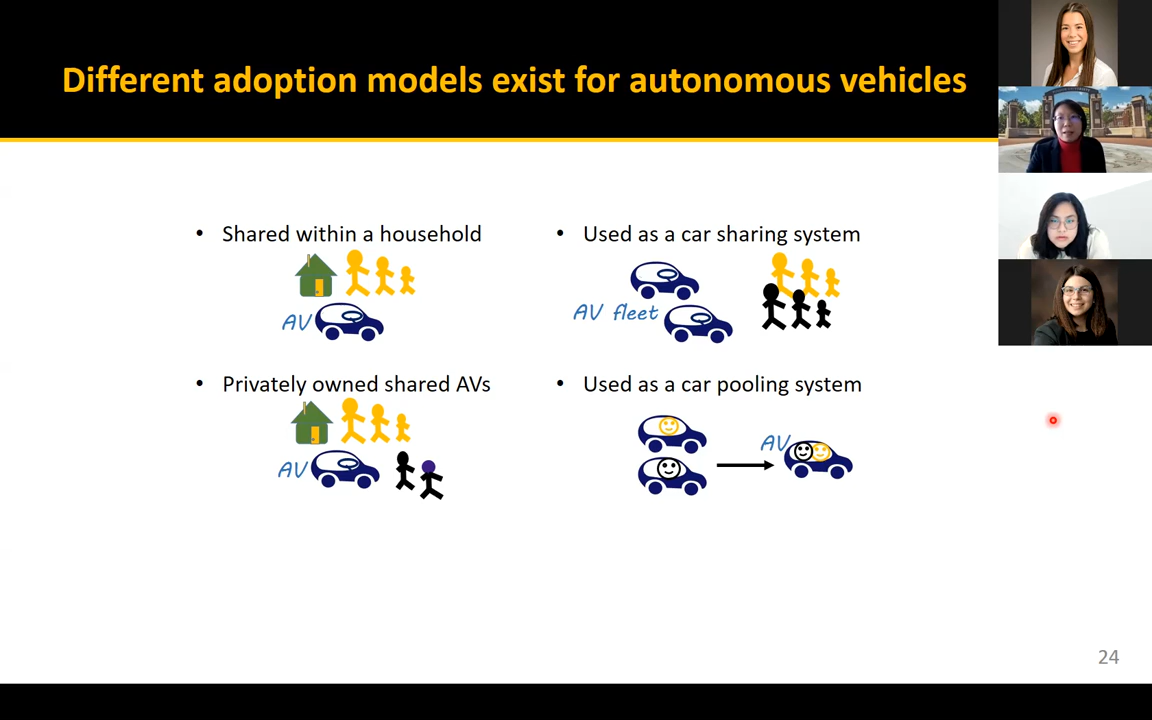 Different adoption models exist for autonomous vehicles
• Shared within a household
AV
• Used as a car sharing system
AV fleet
• Privately owned shared AVs
AV
• Used as a car pooling system
AV
24